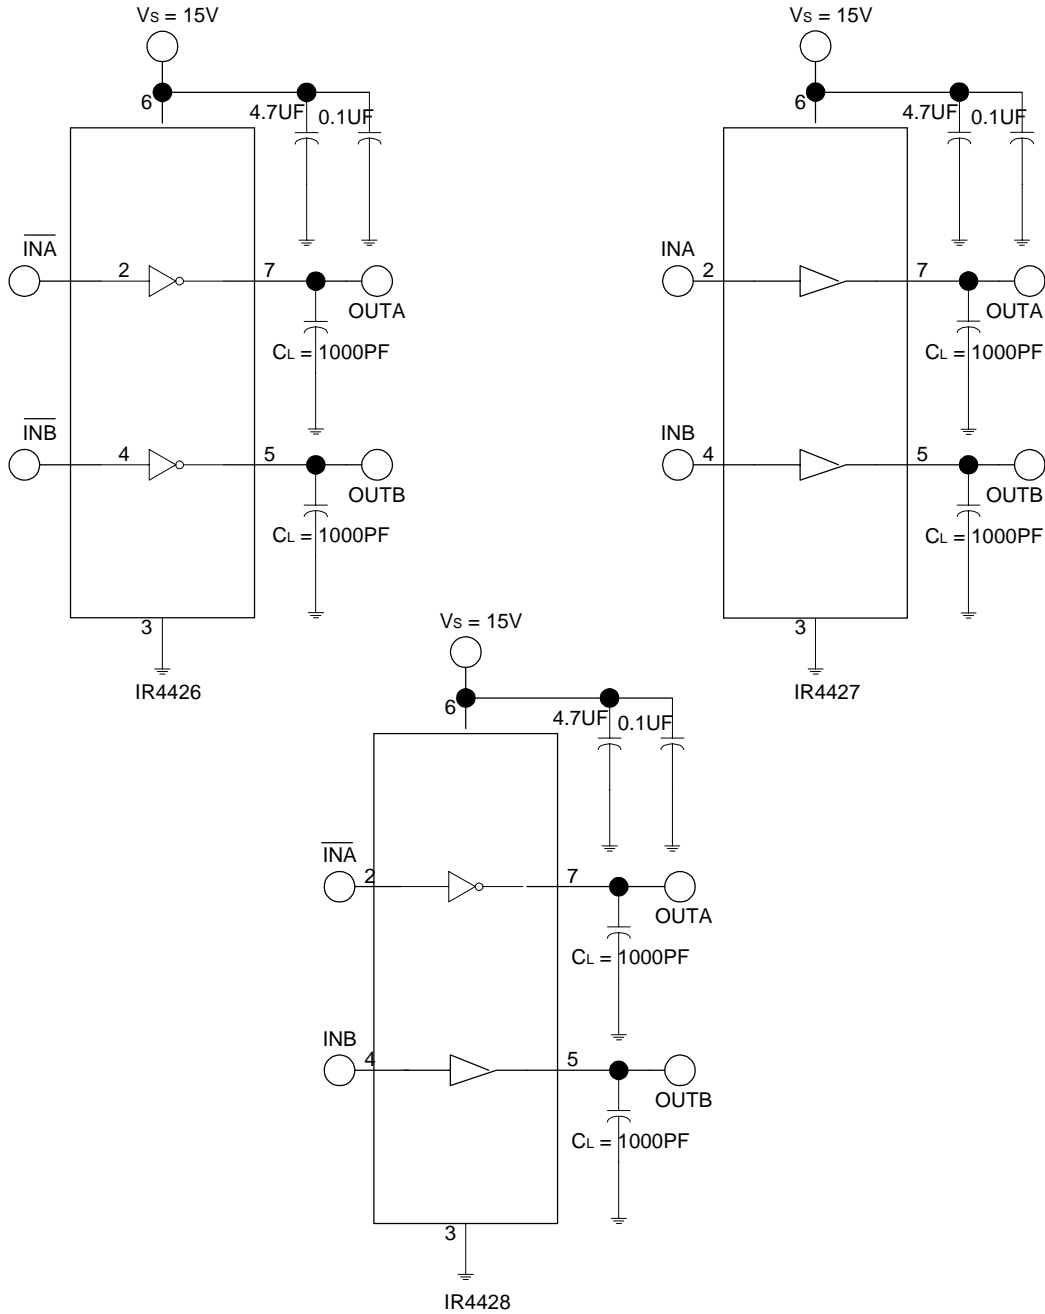 Vs = 15V
6
4.7UF
0.1UF
INA
2
7
OUTA
CL = 1000PF
INB
4
5
OUTB
CL = 1000PF
3
IR4426
Vs = 15V
6
4.7UF
0.1UF
INA
2
7
OUTA
CL = 1000PF
INB
4
5
OUTB
CL = 1000PF
3
IR4427
Vs = 15V
6
4.7UF
0.1UF
INA
2
7
OUTA
CL = 1000PF
INB
4
5
OUTB
CL = 1000PF
3
IR4428